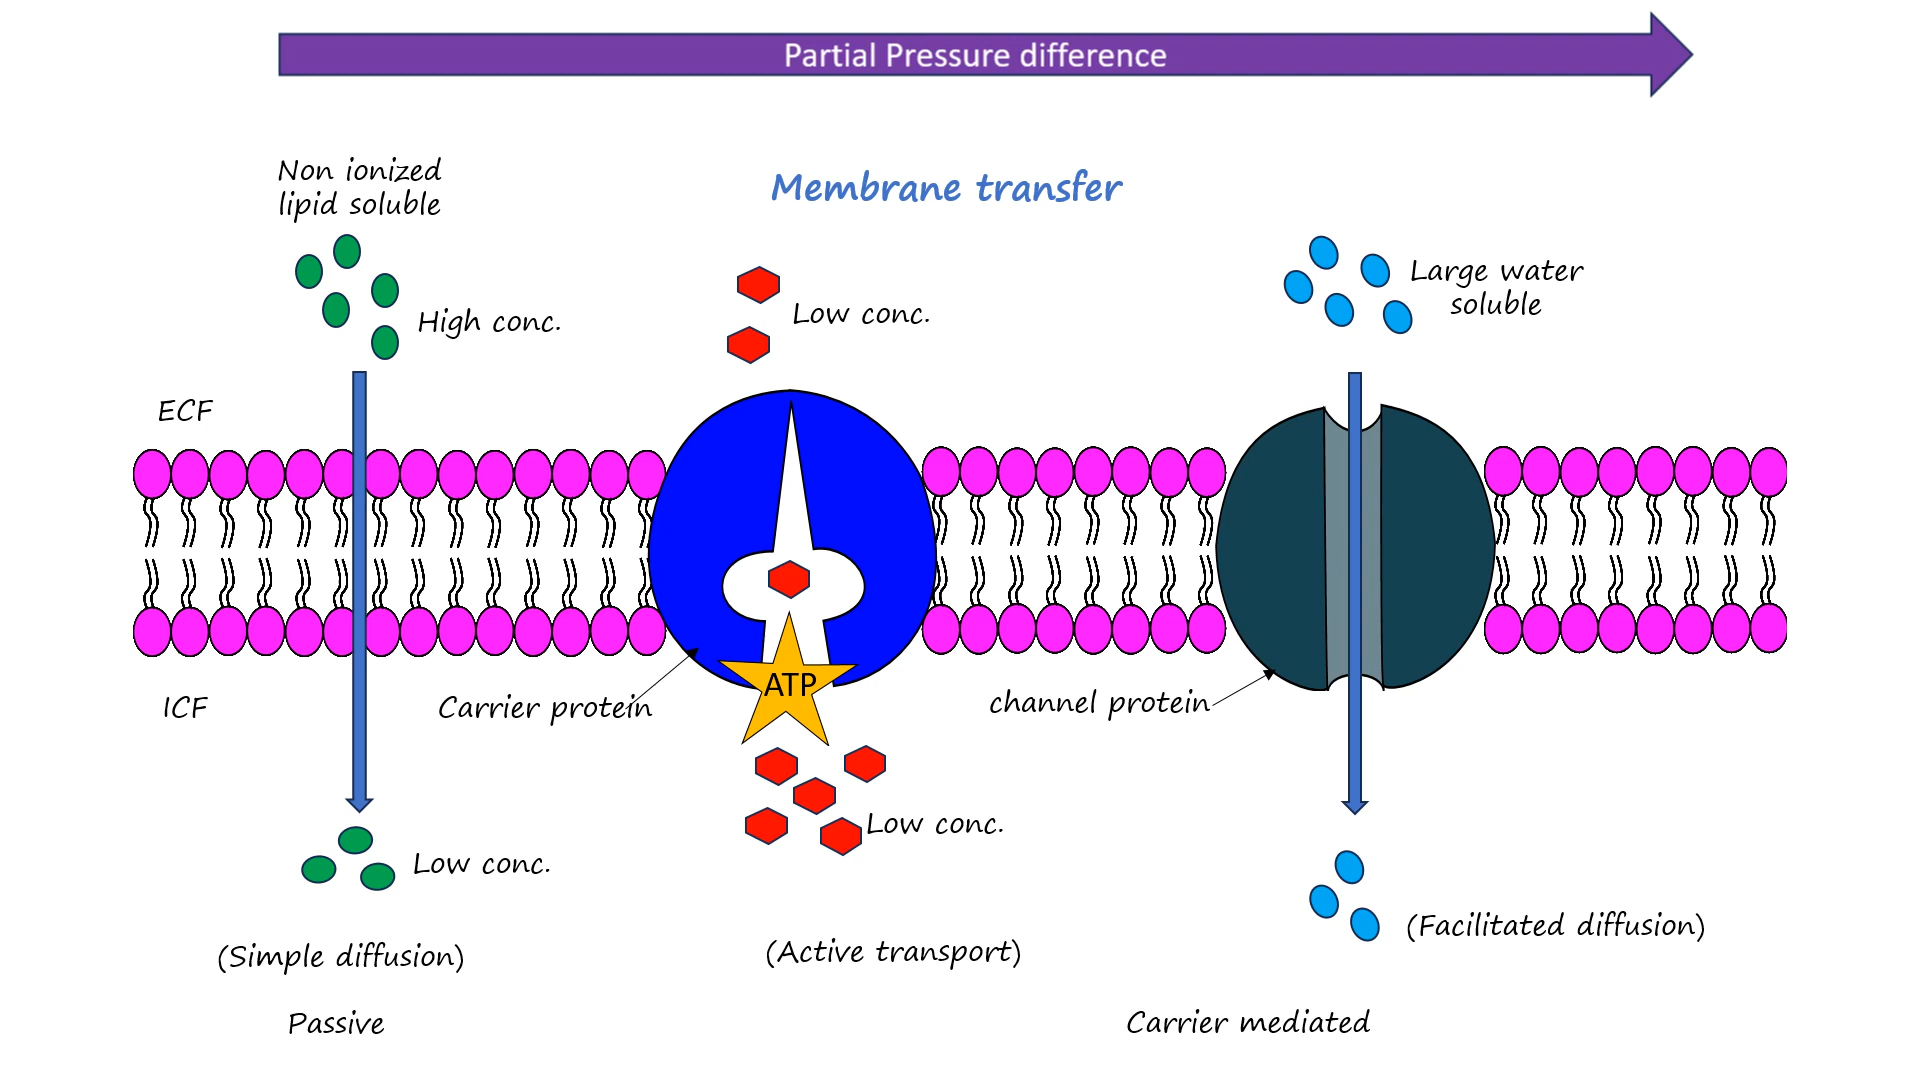 Partial Pressure difference
Membrane transfer
Non ionized
lipid soluble
High conc.
Low conc.
Large water
soluble
ECF
ICF
Carrier protein
ATP
channel protein
Low conc.
Low conc.
(Simple diffusion)
(Active transport)
(Facilitated diffusion)
Passive
Carrier mediated